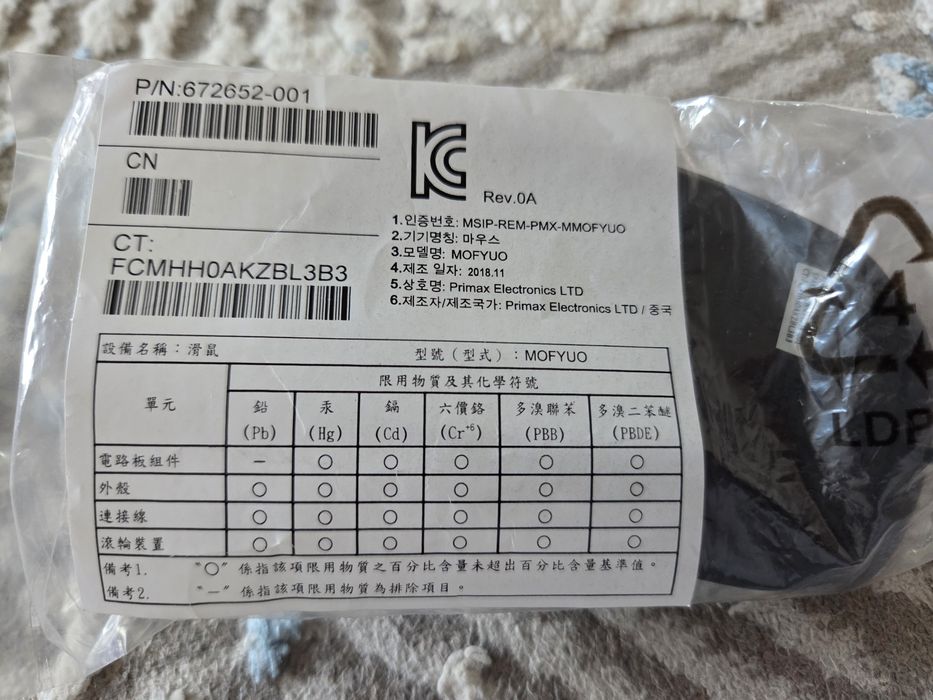 P/N:672652-001
CN
CT:
FCMHH0AKZBL3B3
KC
Rev.0A
1.인증번호: MSIP-REM-PMX-MMOFYUO
2.기기명칭: 마우스
3.모델명: MOFYUO
4.제조 일자: 2018.11
5.상호명: Primax Electronics LTD
6.제조자/제조국가: Primax Electronics LTD / 중국
設備名稱：滑鼠 型號（型式）：MOFYUO
限用物質及其化學符號
單元 鉛 汞 鎘 六價鉻 多溴聯苯 多溴二苯醚
(Pb) (Hg) (Cd) (Cr+6) (PBB) (PBDE)
電路板組件 － ○ ○ ○ ○ ○
外殼 ○ ○ ○ ○ ○ ○
連接線 ○ ○ ○ ○ ○ ○
滾輪裝置 ○ ○ ○ ○ ○ ○
備考1. "○" 係指該項限用物質之百分比含量未超出百分比含量基準值。
備考2. "－" 係指該項限用物質為排除項目。
4
LDP